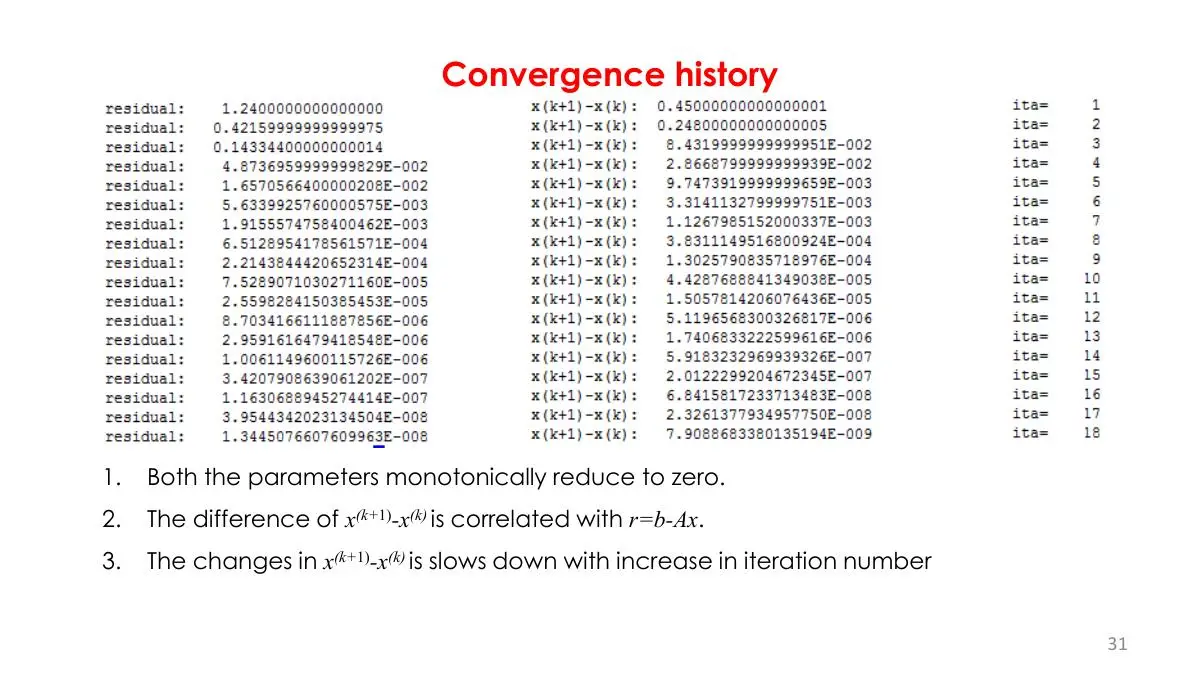 Convergence history
residual: 1.2400000000000000 x(k+1)-x(k): 0.45000000000000001 ita= 1
residual: 0.42159999999999975 x(k+1)-x(k): 0.24800000000000005 ita= 2
residual: 0.14334400000000014 x(k+1)-x(k): 8.4319999999999951E-002 ita= 3
residual: 4.8736959999999829E-002 x(k+1)-x(k): 2.8668799999999939E-002 ita= 4
residual: 1.6570566400000208E-002 x(k+1)-x(k): 9.7473919999999659E-003 ita= 5
residual: 5.6339925760000575E-003 x(k+1)-x(k): 3.3141132799999751E-003 ita= 6
residual: 1.9155574758400462E-003 x(k+1)-x(k): 1.1267985152000337E-003 ita= 7
residual: 6.5128954178561571E-004 x(k+1)-x(k): 3.8311149516800924E-004 ita= 8
residual: 2.2143844420652314E-004 x(k+1)-x(k): 1.3025790835718976E-004 ita= 9
residual: 7.5289071030271160E-005 x(k+1)-x(k): 4.4287688841349038E-005 ita= 10
residual: 2.5598284150385453E-005 x(k+1)-x(k): 1.5057814206076436E-005 ita= 11
residual: 8.7034166111887856E-006 x(k+1)-x(k): 5.1196568300326817E-006 ita= 12
residual: 2.9591616479418548E-006 x(k+1)-x(k): 1.7406833222599616E-006 ita= 13
residual: 1.0061149600115726E-006 x(k+1)-x(k): 5.9183232969939326E-007 ita= 14
residual: 3.4207908639061202E-007 x(k+1)-x(k): 2.0122299204672345E-007 ita= 15
residual: 1.1630688945274414E-007 x(k+1)-x(k): 6.8415817233713483E-008 ita= 16
residual: 3.9544342023134504E-008 x(k+1)-x(k): 2.3261377934957750E-008 ita= 17
residual: 1.3445076607609963E-008 x(k+1)-x(k): 7.9088683380135194E-009 ita= 18
1. Both the parameters monotonically reduce to zero.
2. The difference of x(k+1)-x(k) is correlated with r=b-Ax.
3. The changes in x(k+1)-x(k) is slows down with increase in iteration number
31